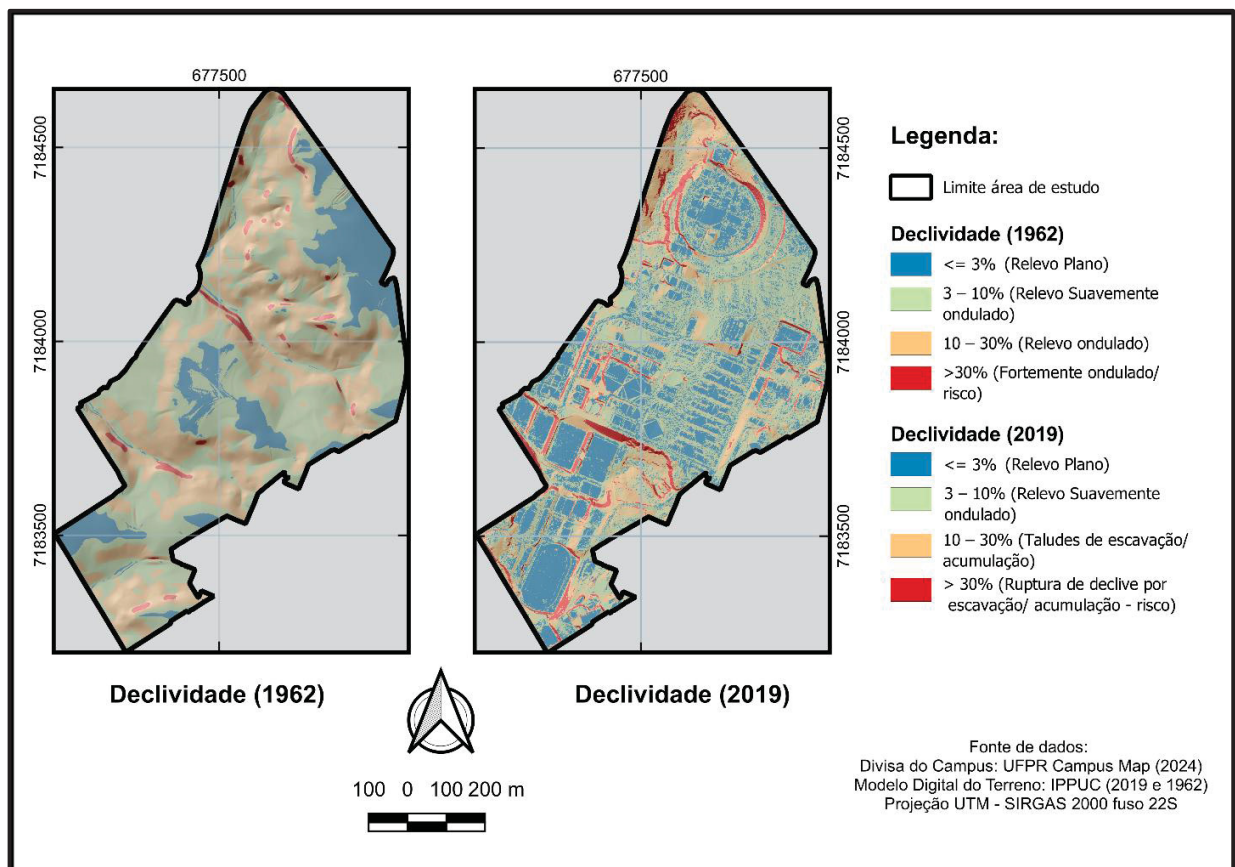 677500
7184500
7184000
7183500
Declividade (1962)
677500
7184500
7184000
7183500
Declividade (2019)
100 0 100 200 m
Legenda:
Limite área de estudo
Declividade (1962)
<= 3% (Relevo Plano)
3 – 10% (Relevo Suavemente
ondulado)
10 – 30% (Relevo ondulado)
>30% (Fortemente ondulado/
risco)
Declividade (2019)
<= 3% (Relevo Plano)
3 – 10% (Relevo Suavemente
ondulado)
10 – 30% (Taludes de escavação/
acumulação)
> 30% (Ruptura de declive por
escavação/ acumulação - risco)
Fonte de dados:
Divisa do Campus: UFPR Campus Map (2024)
Modelo Digital do Terreno: IPPUC (2019 e 1962)
Projeção UTM - SIRGAS 2000 fuso 22S